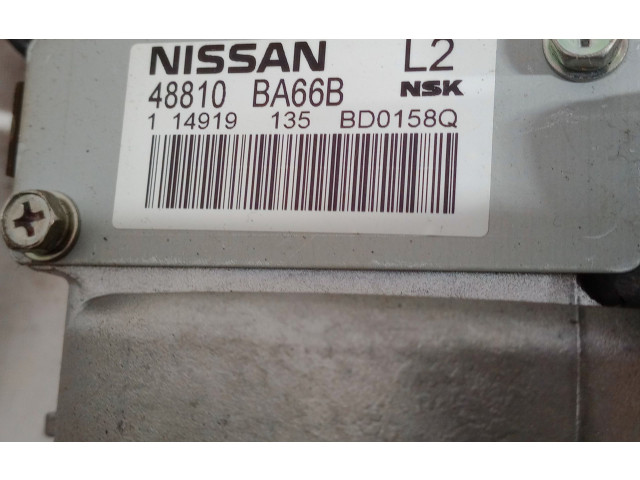 NISSAN L2
48810 BA66B NSK
1 14919 135 BD0158Q